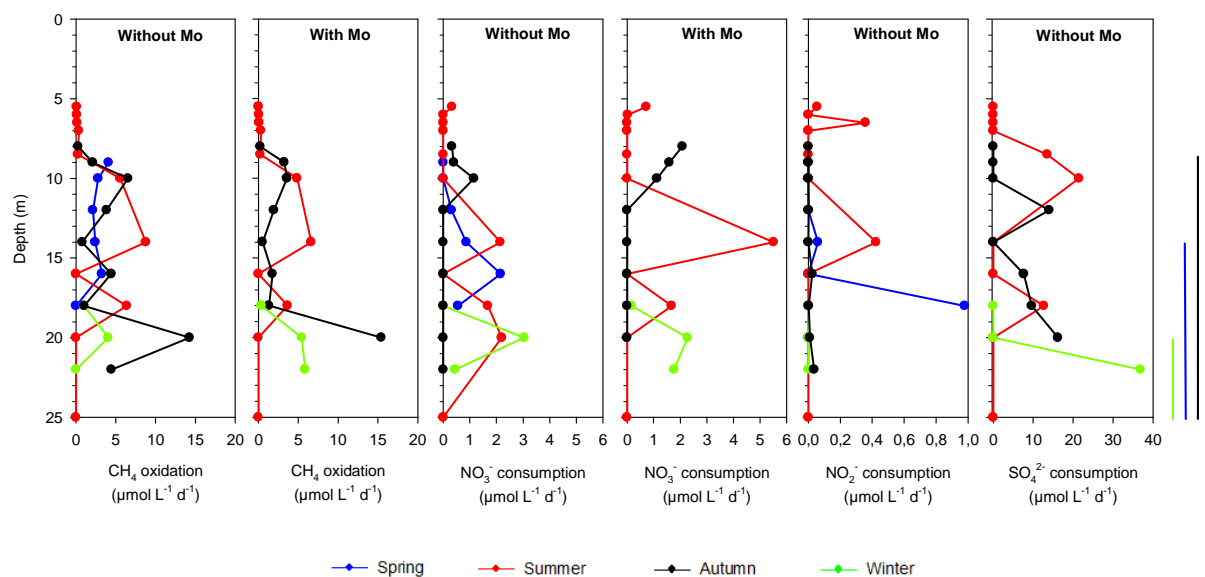 Without Mo
With Mo
Without Mo
With Mo
Without Mo
Without Mo
0
5
10
15
20
25
Depth (m)
0 5 10 15 20
0 5 10 15 20
0 1 2 3 4 5 6
0 1 2 3 4 5 6
0,0 0,2 0,4 0,6 0,8 1,0
0 10 20 30 40
CH₄ oxidation
(µmol L⁻¹ d⁻¹)
CH₄ oxidation
(µmol L⁻¹ d⁻¹)
NO₃⁻ consumption
(µmol L⁻¹ d⁻¹)
NO₃⁻ consumption
(µmol L⁻¹ d⁻¹)
NO₂⁻ consumption
(µmol L⁻¹ d⁻¹)
SO₄²⁻ consumption
(µmol L⁻¹ d⁻¹)
Spring Summer Autumn Winter